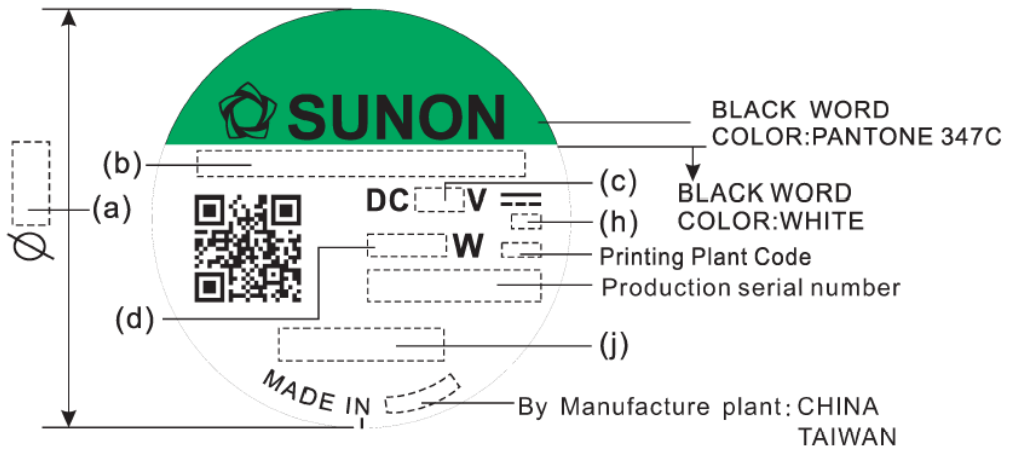 SUNON
BLACK WORD
COLOR:PANTONE 347C
(b)
(a)
Ø
DC V
(c)
BLACK WORD
COLOR:WHITE
(h)
W
Printing Plant Code
Production serial number
(d)
(j)
MADE IN
By Manufacture plant: CHINA
TAIWAN